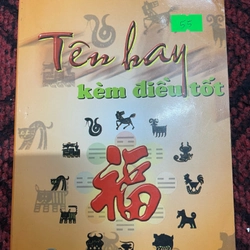 Tên hay
kèm điều tốt
福